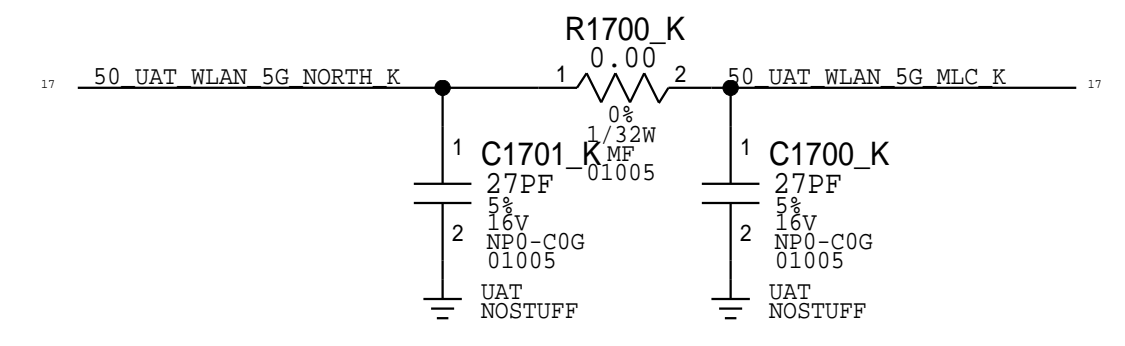 R1700_K
0.00
17
50_UAT_WLAN_5G_NORTH_K
1
2
50_UAT_WLAN_5G_MLC_K
17
0%
1/32W
MF
01005
1
C1701_K
27PF
5%
16V
2
NP0-C0G
01005
UAT
NOSTUFF
1
C1700_K
27PF
5%
16V
2
NP0-C0G
01005
UAT
NOSTUFF